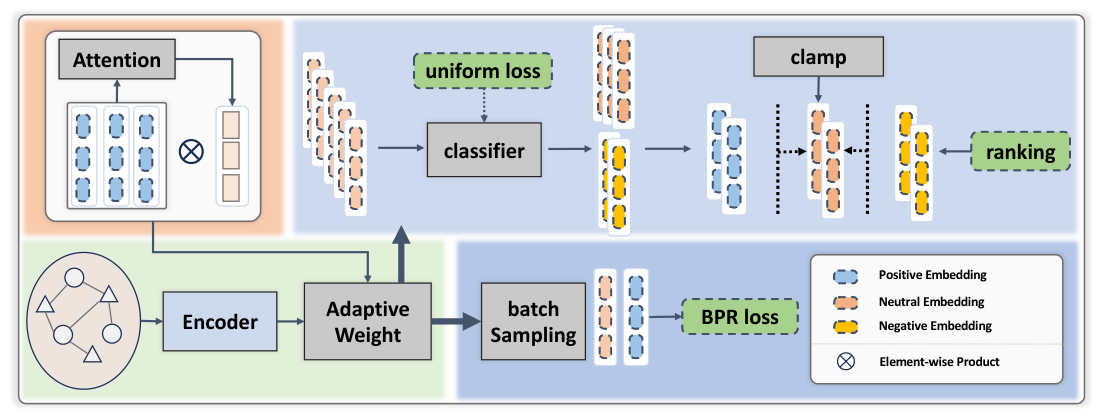 Attention
uniform loss
classifier
clamp
ranking
Encoder
Adaptive
Weight
batch
Sampling
BPR loss
Positive Embedding
Neutral Embedding
Negative Embedding
Element-wise Product